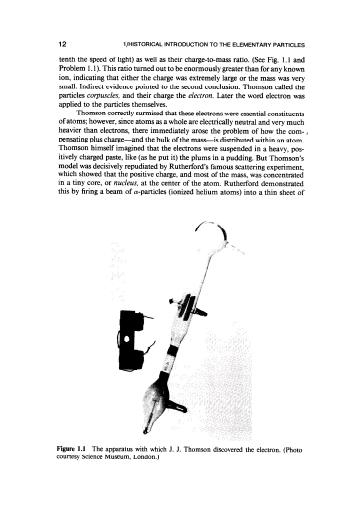 12 1/HISTORICAL INTRODUCTION TO THE ELEMENTARY PARTICLES
tenth the speed of light) as well as their charge-to-mass ratio. (See Fig. 1.1 and
Problem 1.1). This ratio turned out to be enormously greater than for any known
ion, indicating that either the charge was extremely large or the mass was very
small. Indirect evidence pointed to the second conclusion. Thomson called the
particles corpuscles, and their charge the electron. Later the word electron was
applied to the particles themselves.
Thomson correctly surmised that these electrons were essential constituents
of atoms; however, since atoms as a whole are electrically neutral and very much
heavier than electrons, there immediately arose the problem of how the com-
pensating plus charge—and the bulk of the mass—is distributed within an atom.
Thomson himself imagined that the electrons were suspended in a heavy, pos-
itively charged paste, like (as he put it) the plums in a pudding. But Thomson's
model was decisively repudiated by Rutherford's famous scattering experiment,
which showed that the positive charge, and most of the mass, was concentrated
in a tiny core, or nucleus, at the center of the atom. Rutherford demonstrated
this by firing a beam of α-particles (ionized helium atoms) into a thin sheet of
Figure 1.1 The apparatus with which J. J. Thomson discovered the electron. (Photo
courtesy Science Museum, London.)